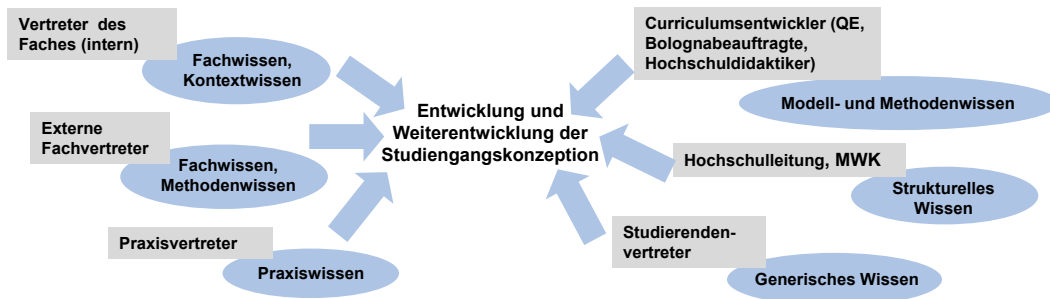 Vertreter des
Faches (intern)
Fachwissen,
Kontextwissen
Externe
Fachvertreter
Fachwissen,
Methodenwissen
Praxisvertreter
Praxiswissen
Entwicklung und
Weiterentwicklung der
Studiengangskonzeption
Curriculumsentwickler (QE,
Bolognabeauftragte,
Hochschuldidaktiker)
Modell- und Methodenwissen
Hochschulleitung, MWK
Strukturelles
Wissen
Studierenden-
vertreter
Generisches Wissen